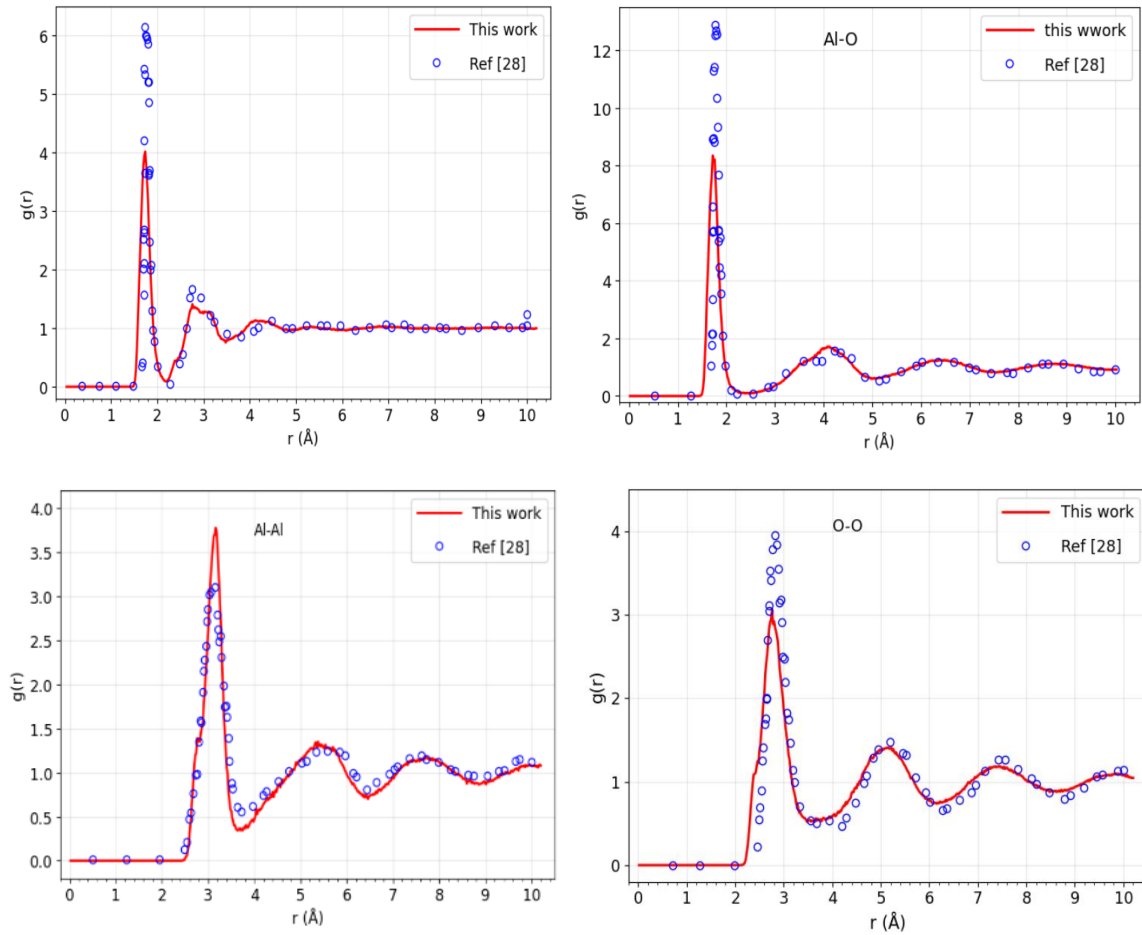 This work
Ref [28]
g(r)
6
5
4
3
2
1
0
0 1 2 3 4 5 6 7 8 9 10
r (Å)
Al-O
this wwork
Ref [28]
g(r)
12
10
8
6
4
2
0
0 1 2 3 4 5 6 7 8 9 10
r (Å)
Al-Al
This work
Ref [28]
g(r)
4.0
3.5
3.0
2.5
2.0
1.5
1.0
0.5
0.0
0 1 2 3 4 5 6 7 8 9 10
r (Å)
O-O
This work
Ref [28]
g(r)
4
3
2
1
0
0 1 2 3 4 5 6 7 8 9 10
r (Å)